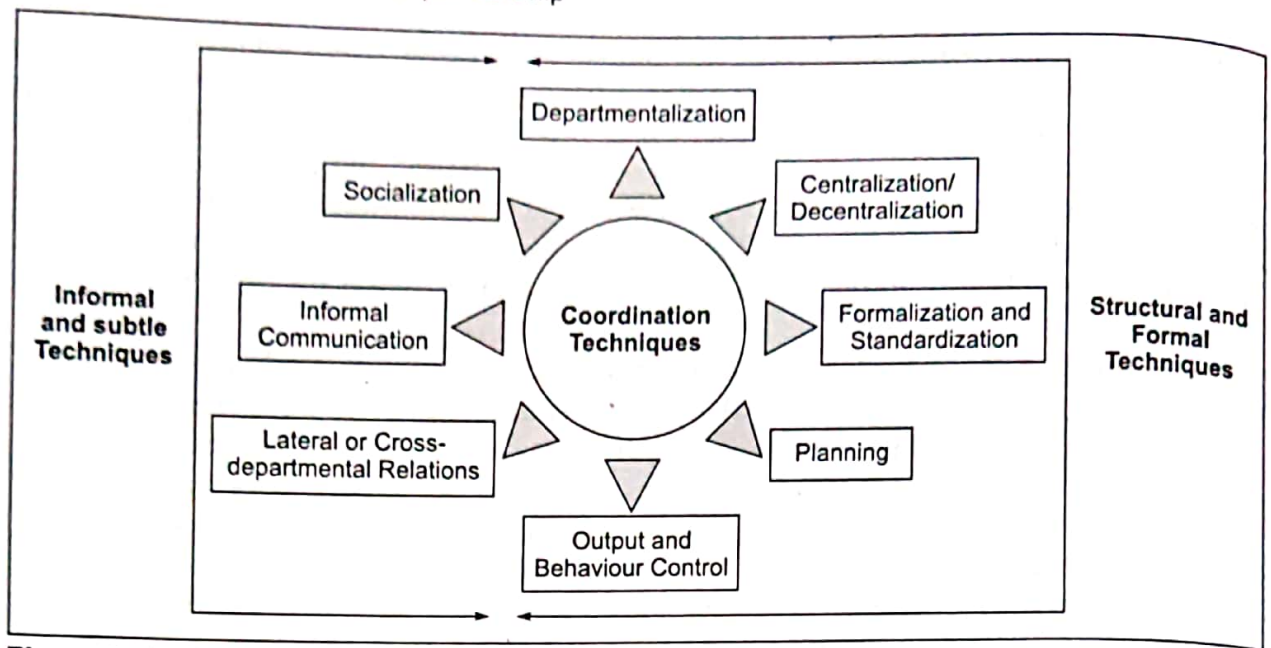 Departmentalization
Socialization
Centralization/
Decentralization
Informal
and subtle
Techniques
Informal
Communication
Coordination
Techniques
Formalization and
Standardization
Structural and
Formal
Techniques
Lateral or Cross-
departmental Relations
Planning
Output and
Behaviour Control